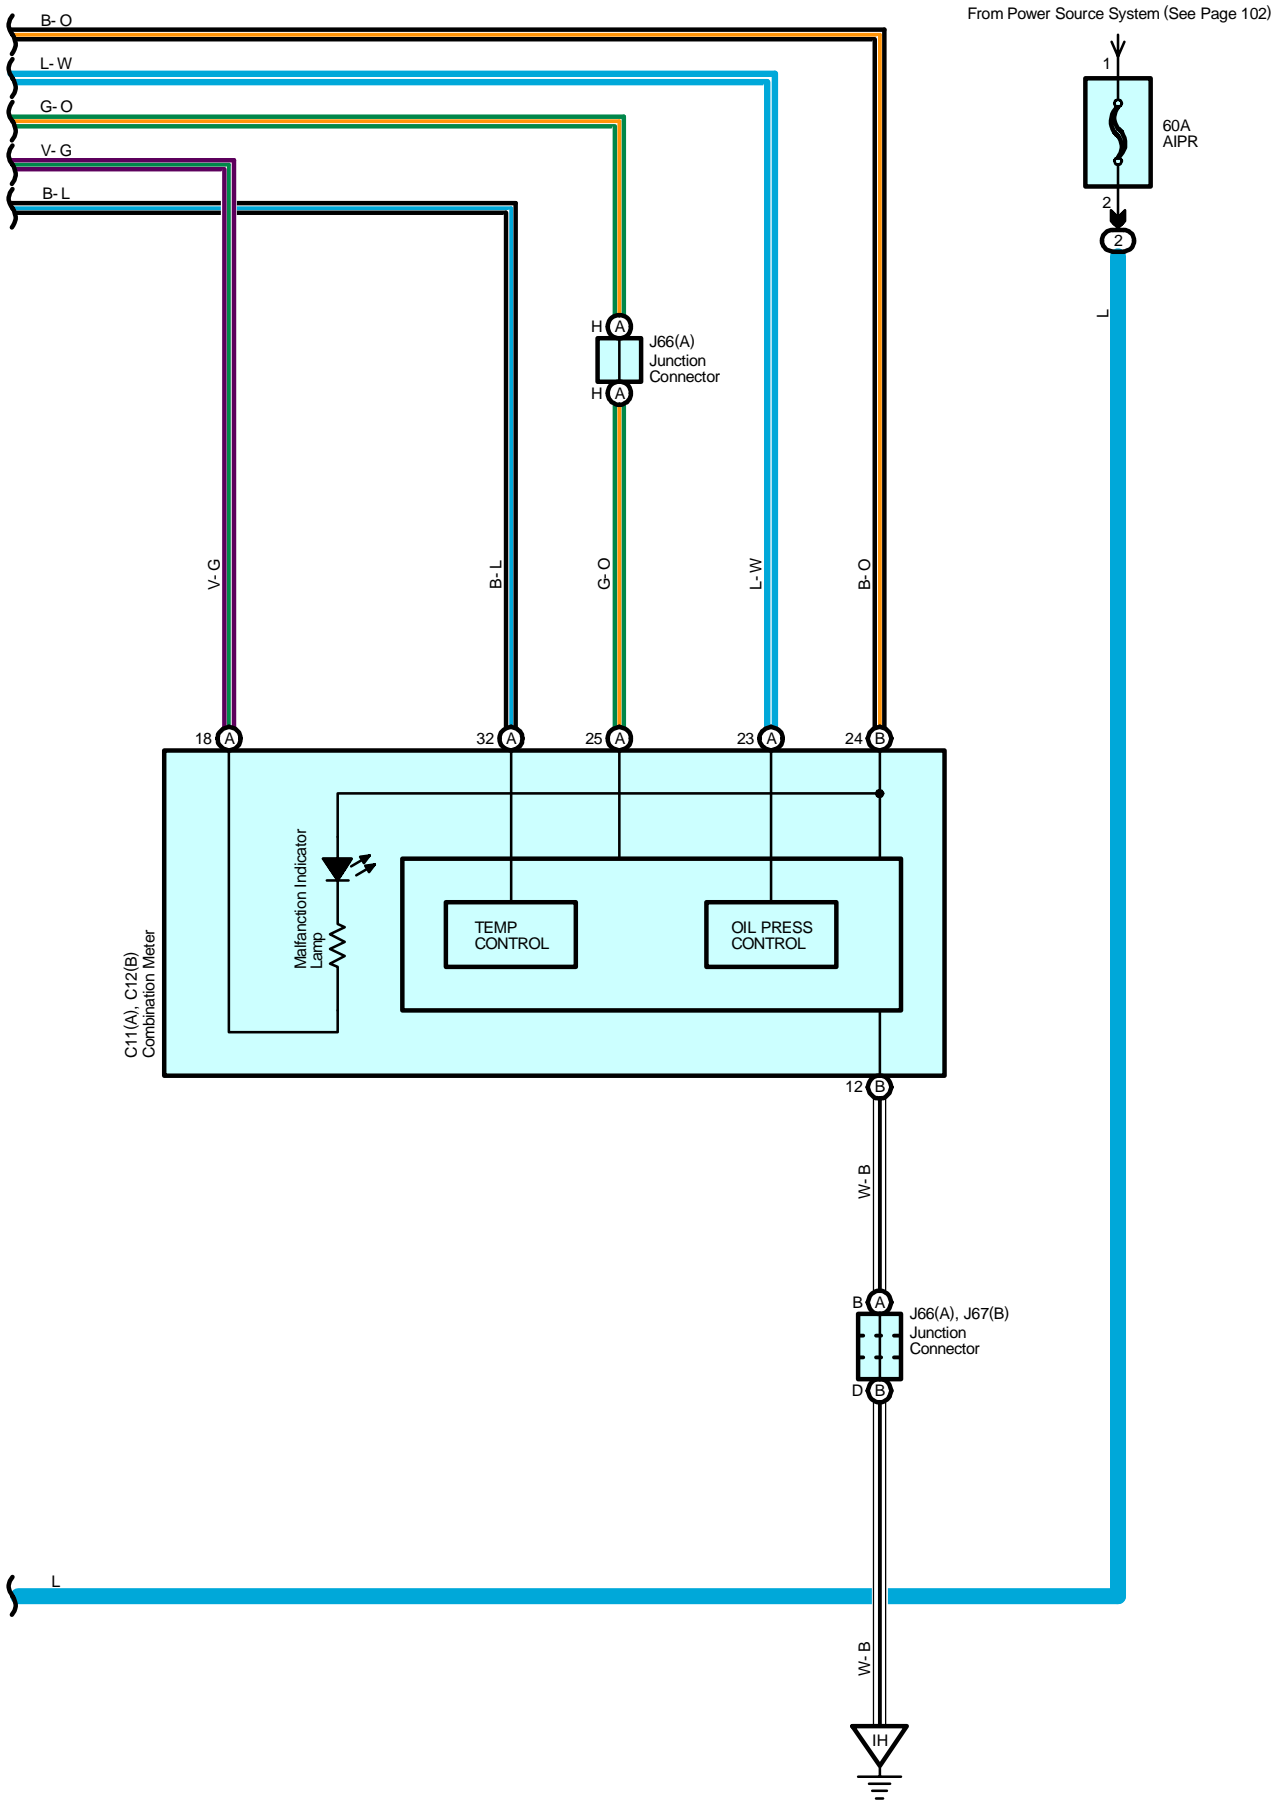 From Power Source System (See Page 102)
B- O
L- W
G- O
V- G
B- L
1
60A
AIPR
2
2
L
H A
J66(A)
Junction
Connector
H A
V- G
B- L
G- O
L- W
B- O
18 A
32 A
25 A
23 A
24 B
C11(A), C12(B)
Combination Meter
Malfanction Indicator
Lamp
TEMP
CONTROL
OIL PRESS
CONTROL
12 B
W- B
B A
J66(A), J67(B)
Junction
Connector
D B
L
W- B
IH